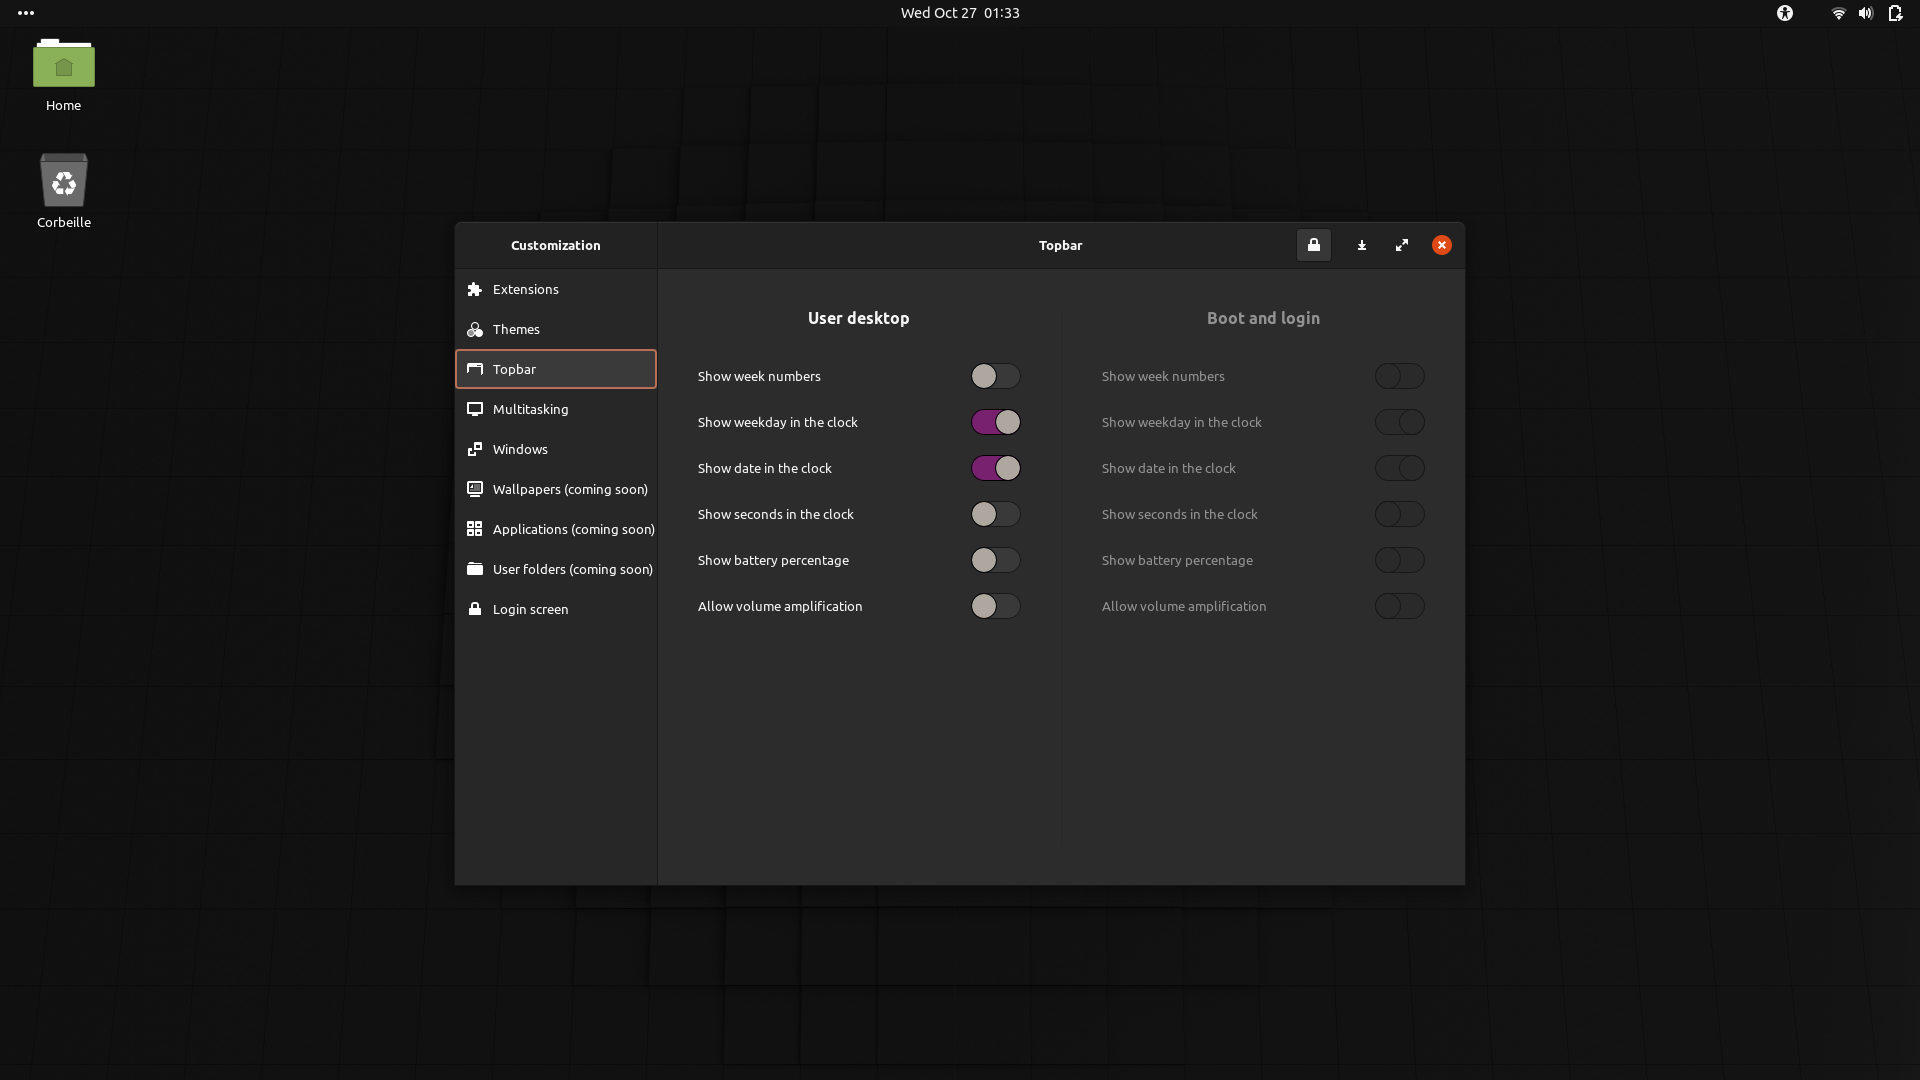 Wed Oct 27 01:33
Home
Corbeille
Customization
Topbar
Extensions
Themes
Topbar
Multitasking
Windows
Wallpapers (coming soon)
Applications (coming soon)
User folders (coming soon)
Login screen
User desktop
Show week numbers
Show weekday in the clock
Show date in the clock
Show seconds in the clock
Show battery percentage
Allow volume amplification
Boot and login
Show week numbers
Show weekday in the clock
Show date in the clock
Show seconds in the clock
Show battery percentage
Allow volume amplification